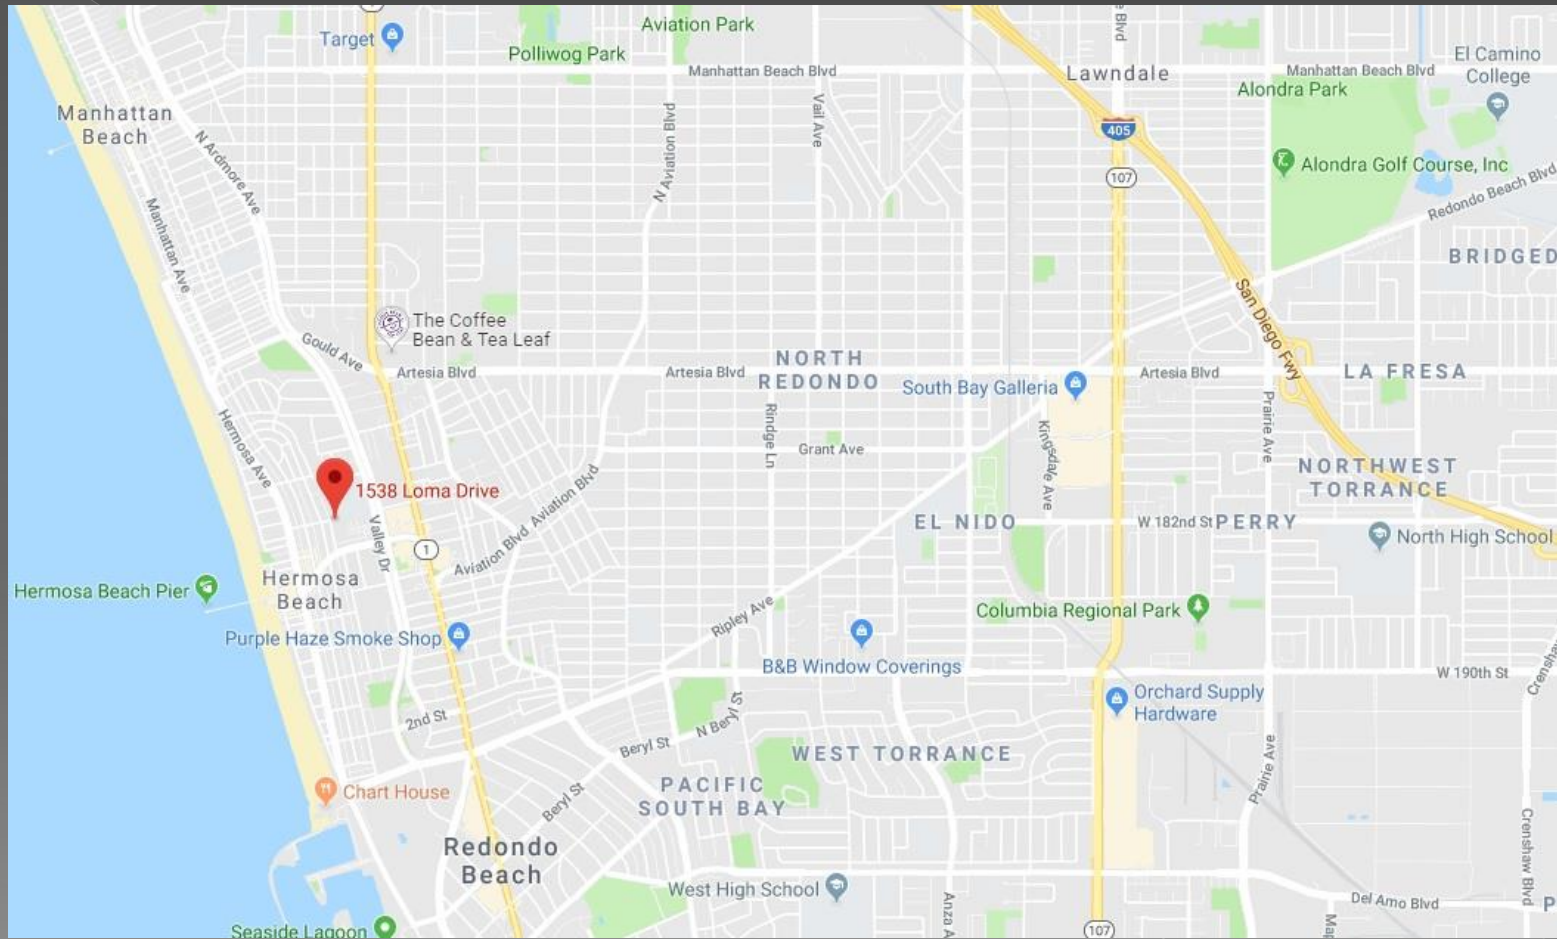 Target
Polliwog Park
Aviation Park
Manhattan Beach Blvd
Lawndale
Manhattan Beach Blvd
El Camino
College
Alondra Park
Manhattan
Beach
N Ardmore Ave
N Aviation Blvd
Vail Ave
405
107
Alondra Golf Course, Inc
Redondo Beach Blvd
Manhattan Ave
BRIDGED
San Diego Fwy
The Coffee
Bean & Tea Leaf
Gould Ave
Artesia Blvd
Artesia Blvd
NORTH
REDONDO
South Bay Galleria
Artesia Blvd
LA FRESA
Hermosa Ave
Rindge Ln
Grant Ave
Kingsdale Ave
Prairie Ave
NORTHWEST
TORRANCE
1538 Loma Drive
Valley Dr
1
Aviation Blvd
Aviation Blvd
EL NIDO
W 182nd St
PERRY
North High School
Hermosa Beach Pier
Hermosa
Beach
Purple Haze Smoke Shop
Ripley Ave
Columbia Regional Park
B&B Window Coverings
W 190th St
Orchard Supply
Hardware
2nd St
Beryl St
N Beryl St
WEST TORRANCE
Prairie Ave
Chart House
Beryl St
PACIFIC
SOUTH BAY
Crenshaw Blvd
Redondo
Beach
West High School
Anza A
Del Amo Blvd
Seaside Lagoon
107